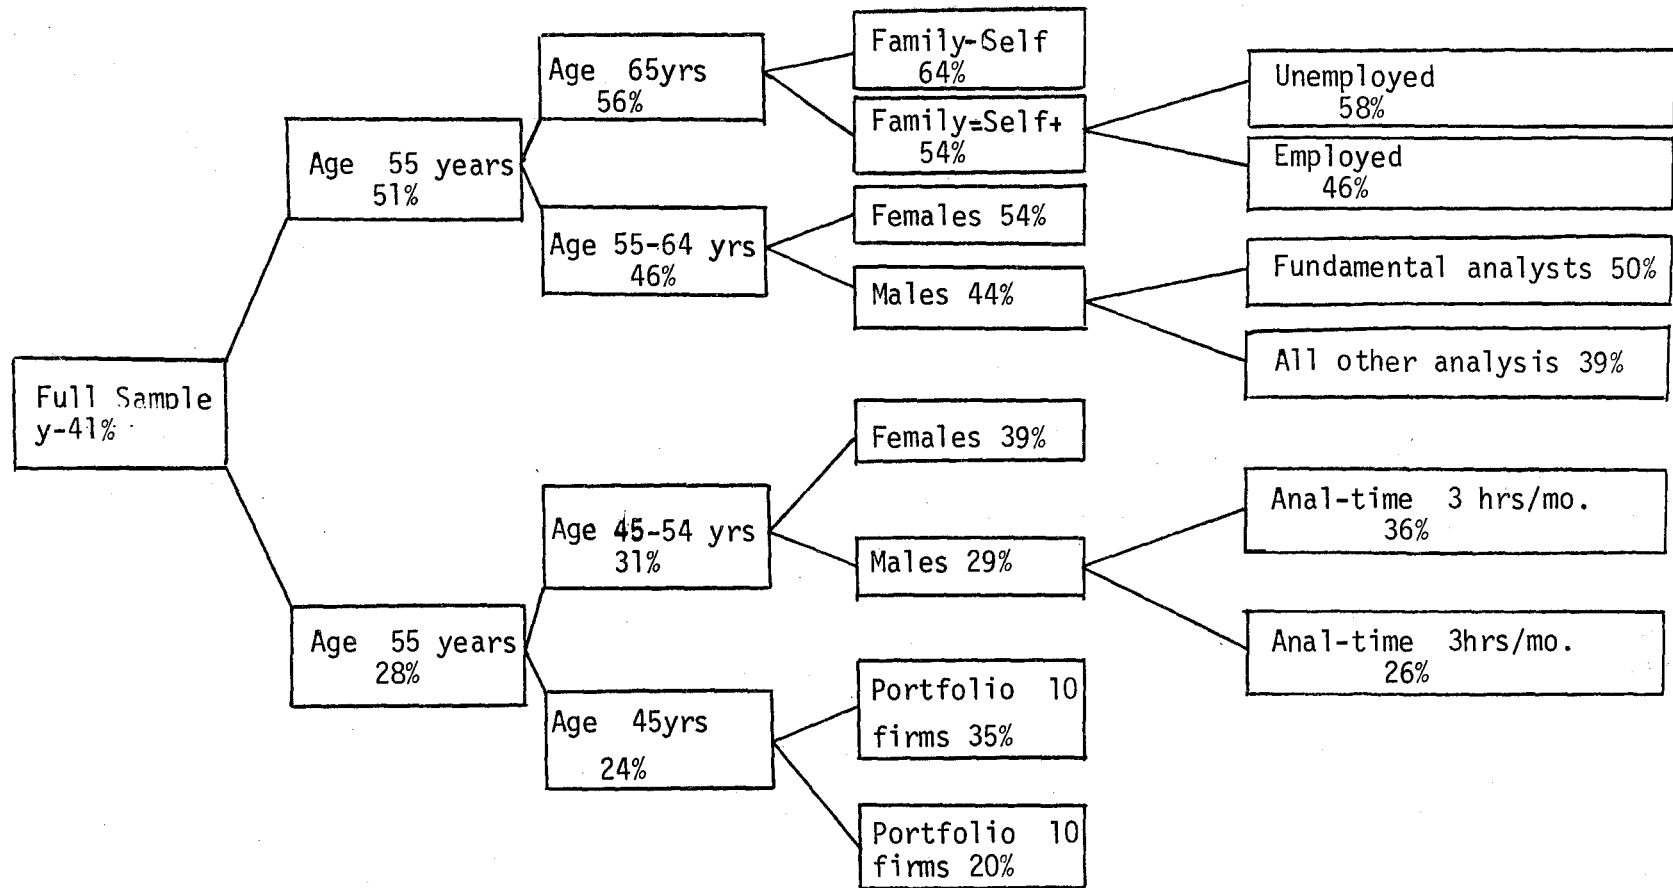 Full Sample
y-41%
Age 55 years
51%
Age 55 years
28%
Age 65yrs
56%
Age 55-64 yrs
46%
Age 45-54 yrs
31%
Age 45yrs
24%
Family-Self
64%
Family=Self+
54%
Females 54%
Males 44%
Females 39%
Males 29%
Portfolio 10
firms 35%
Portfolio 10
firms 20%
Unemployed
58%
Employed
46%
Fundamental analysts 50%
All other analysis 39%
Anal-time 3 hrs/mo.
36%
Anal-time 3hrs/mo.
26%